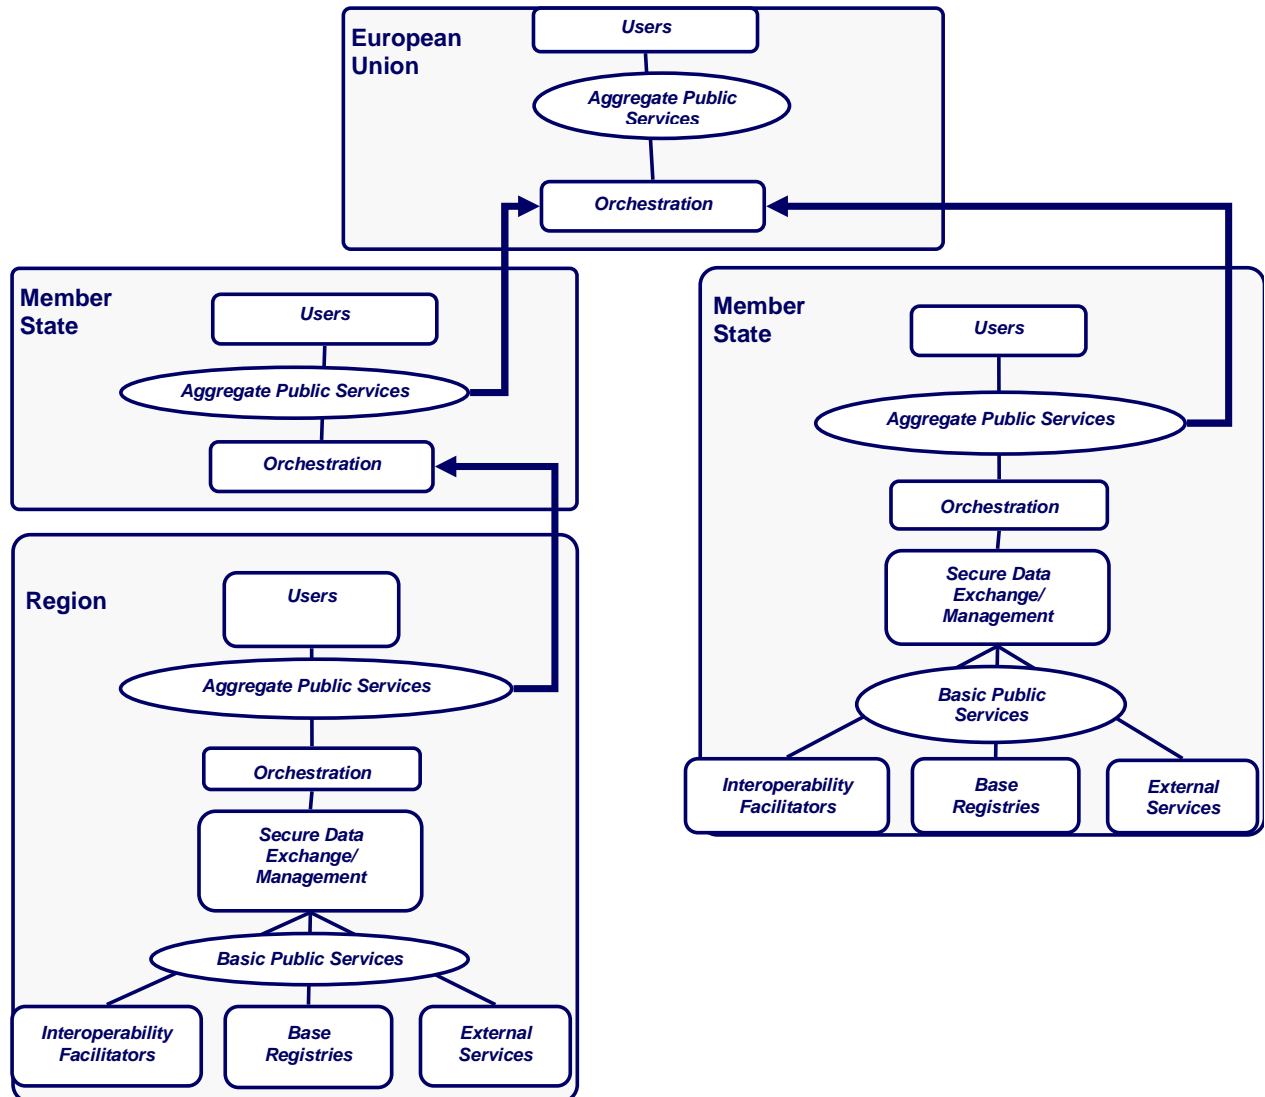 European
Union
Users
Aggregate Public
Services
Orchestration
Member
State
Users
Aggregate Public Services
Orchestration
Member
State
Users
Aggregate Public Services
Orchestration
Secure Data
Exchange/
Management
Basic Public
Services
Interoperability
Facilitators
Base
Registries
External
Services
Region
Users
Aggregate Public Services
Orchestration
Secure Data
Exchange/
Management
Basic Public Services
Interoperability
Facilitators
Base
Registries
External
Services